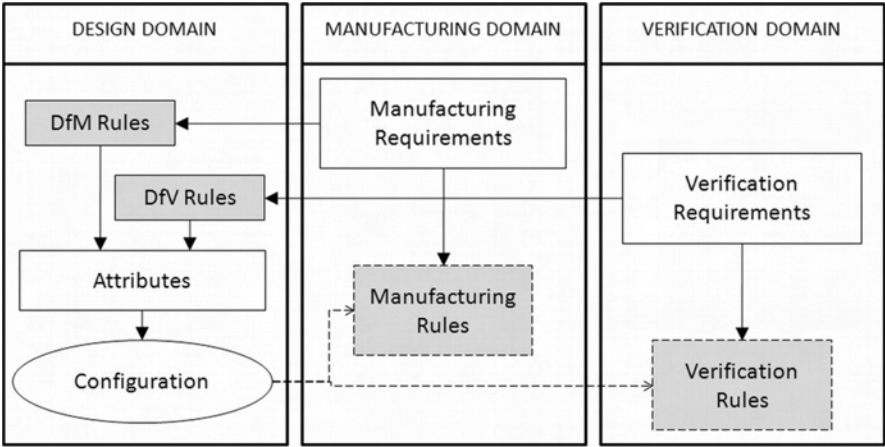 DESIGN DOMAIN
MANUFACTURING DOMAIN
VERIFICATION DOMAIN
DfM Rules
Manufacturing
Requirements
DfV Rules
Verification
Requirements
Attributes
Manufacturing
Rules
Configuration
Verification
Rules